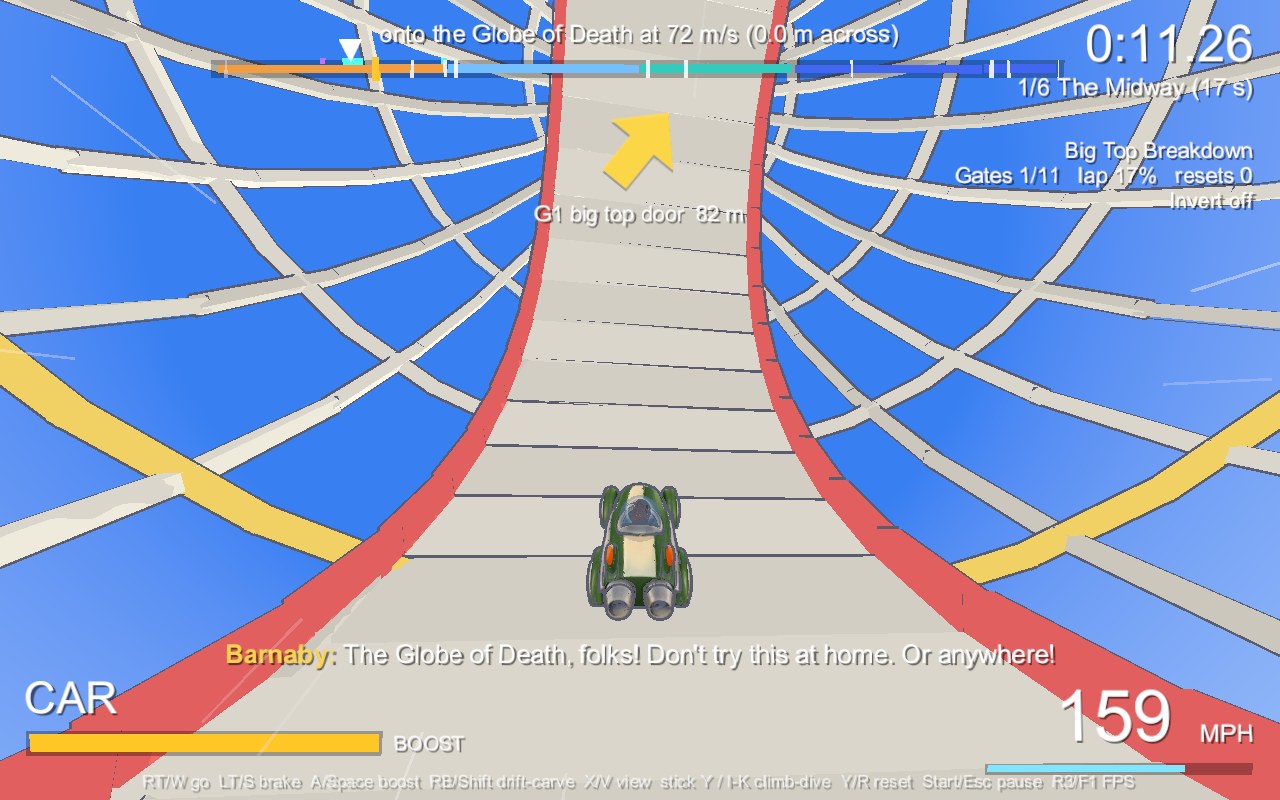 onto the Globe of Death at 72 m/s (0.0 m across)
0:11.26
1/6 The Midway (17 s)
Big Top Breakdown
Gates 1/11 lap 17% resets 0
Invert off
G1 big top door 82 m
Barnaby: The Globe of Death, folks! Don't try this at home. Or anywhere!
CAR
BOOST
159 MPH
RT/W go LT/S brake A/Space boost RB/Shift drift-carve X/V view stick Y / I-K climb-dive Y/R reset Start/Esc pause R3/F1 FPS